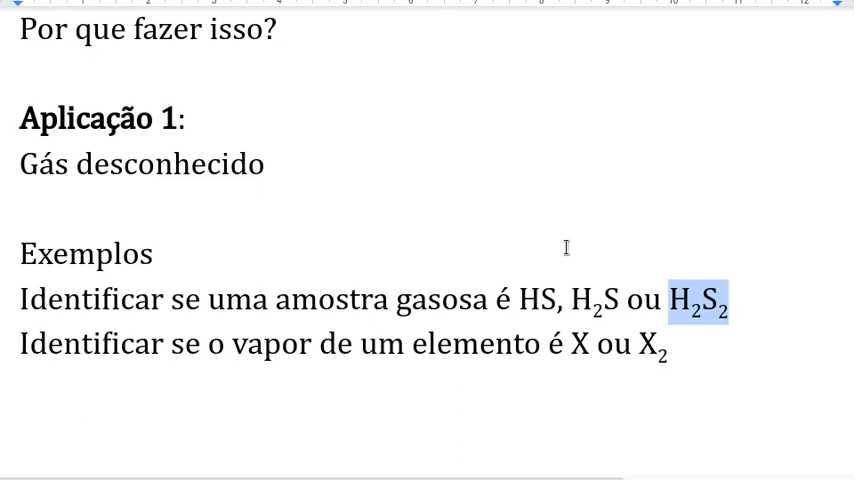 Por que fazer isso?
Aplicação 1:
Gás desconhecido
Exemplos
Identificar se uma amostra gasosa é HS, H₂S ou H₂S₂
Identificar se o vapor de um elemento é X ou X₂